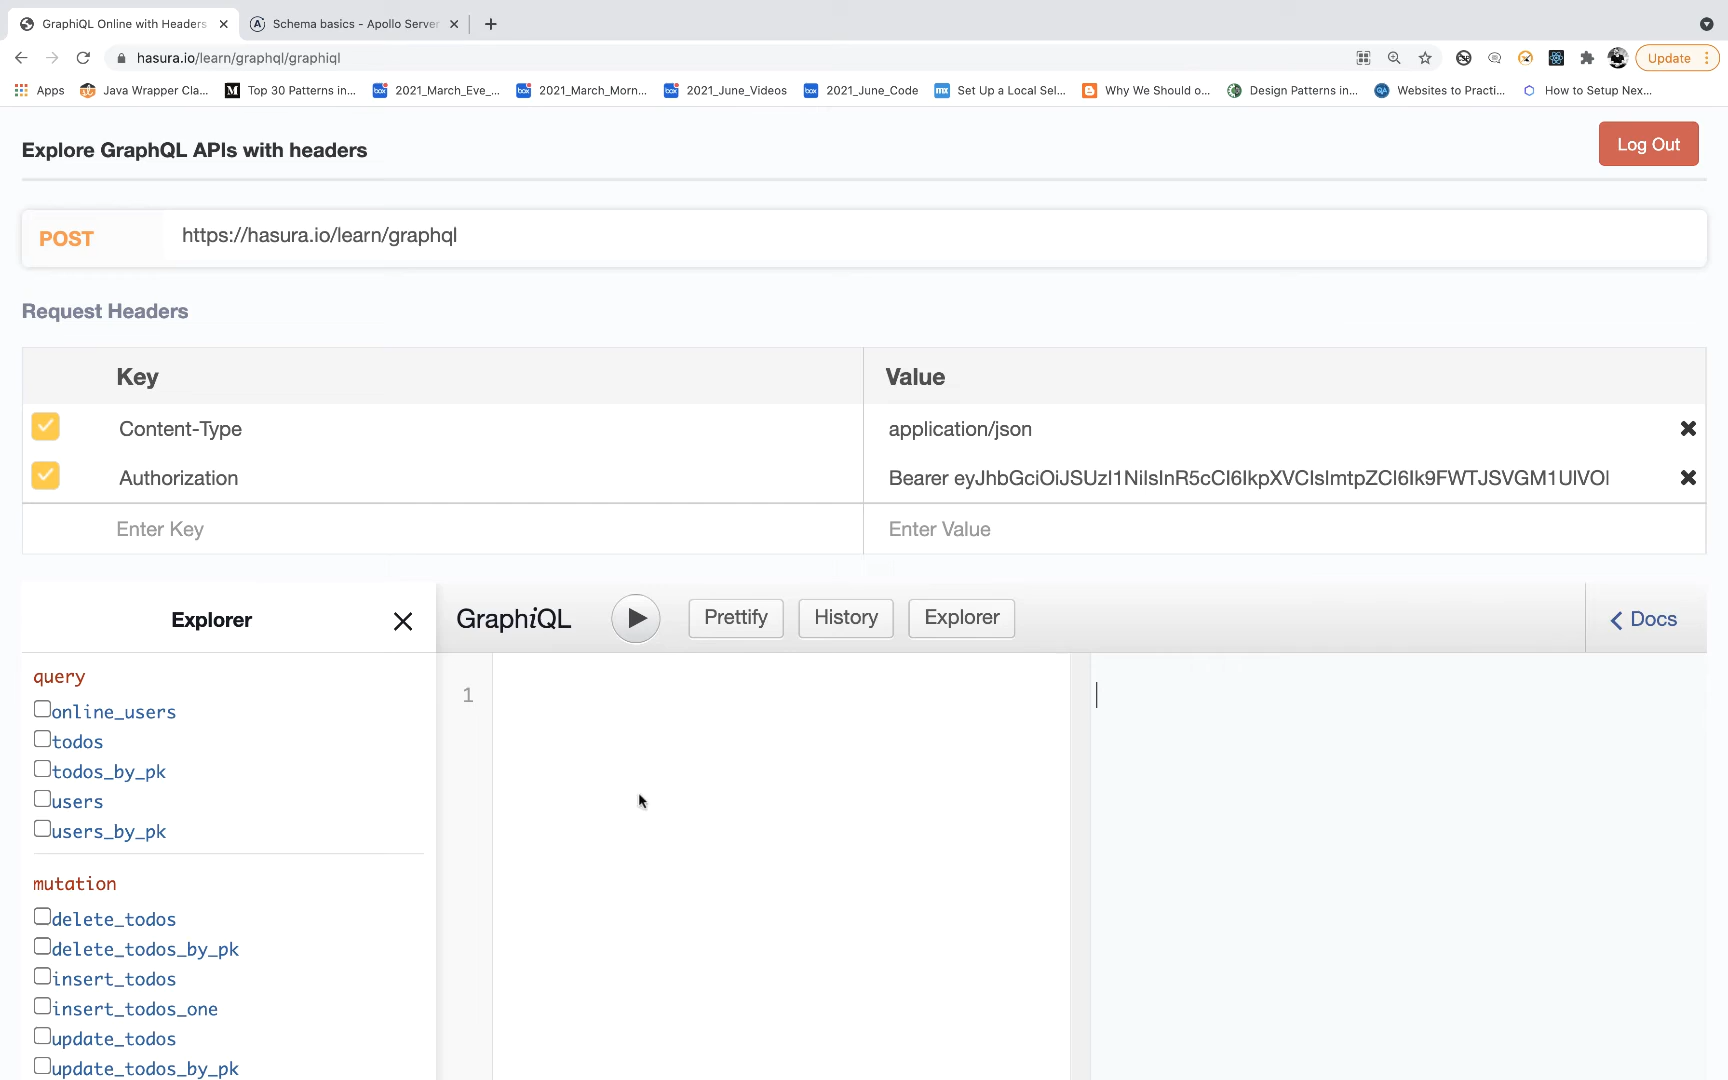 GraphiQL Online with Headers
Schema basics - Apollo Server
hasura.io/learn/graphql/graphiql
Update
Apps
Java Wrapper Cla...
Top 30 Patterns in...
2021_March_Eve_...
2021_March_Morn...
2021_June_Videos
2021_June_Code
Set Up a Local Sel...
Why We Should o...
Design Patterns in...
Websites to Practi...
How to Setup Nex...
Explore GraphQL APIs with headers
Log Out
POST
https://hasura.io/learn/graphql
Request Headers
Key
Value
Content-Type
application/json
Authorization
Bearer eyJhbGciOiJSUzI1NiIsInR5cCI6IkpXVCIsImtpZCI6Ik9FWTJSVGM1UlVOl
Enter Key
Enter Value
Explorer
GraphiQL
Prettify
History
Explorer
Docs
query
online_users
todos
todos_by_pk
users
users_by_pk
mutation
delete_todos
delete_todos_by_pk
insert_todos
insert_todos_one
update_todos
update_todos_by_pk
1